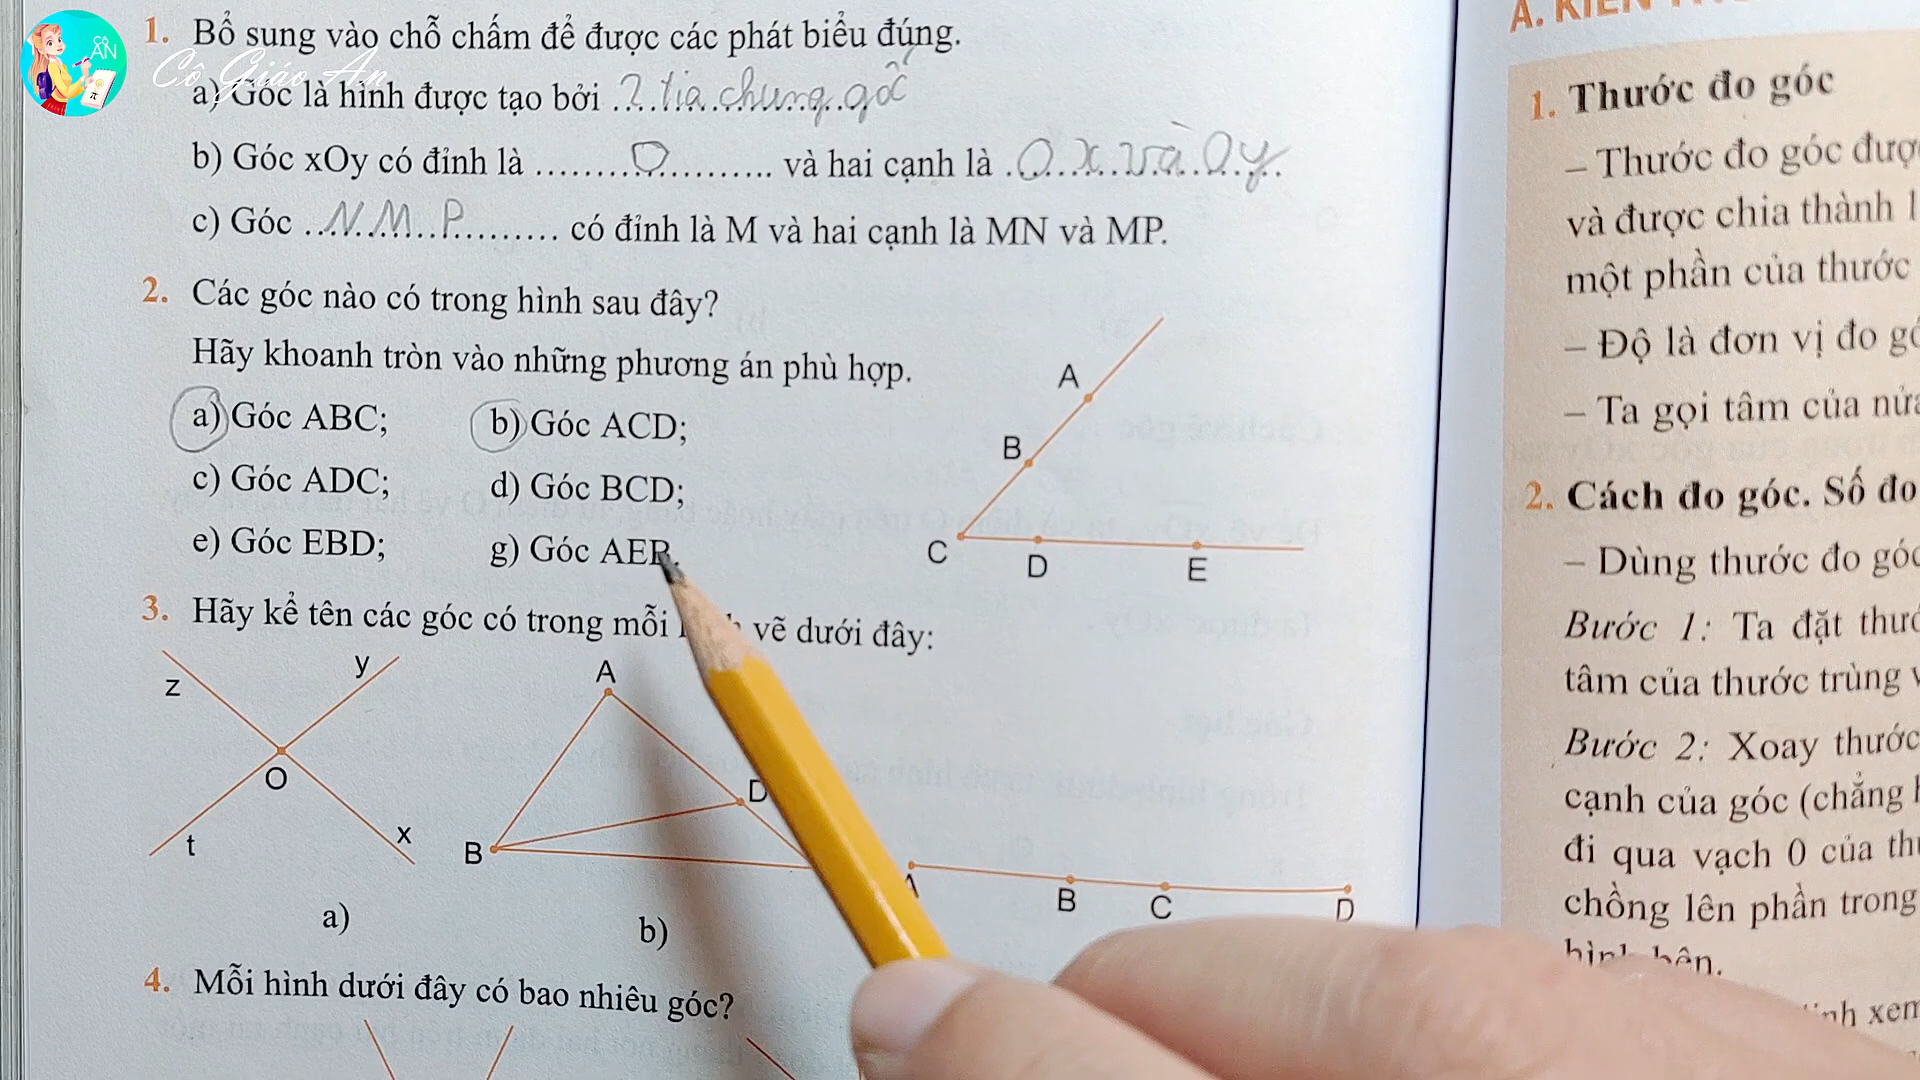 CÔ ÂN
Cô Giáo Ân
1. Bổ sung vào chỗ chấm để được các phát biểu đúng.
a) Góc là hình được tạo bởi 2 tia chung gốc
b) Góc xOy có đỉnh là ........O........ và hai cạnh là Ox và Oy
c) Góc ..NMP.......... có đỉnh là M và hai cạnh là MN và MP.
2. Các góc nào có trong hình sau đây?
Hãy khoanh tròn vào những phương án phù hợp.
a) Góc ABC; b) Góc ACD;
c) Góc ADC; d) Góc BCD;
e) Góc EBD; g) Góc AEB.
A
B
C D E
3. Hãy kể tên các góc có trong mỗi vẽ dưới đây:
z y
O
t x
a)
A
B D
b)
A B C D
4. Mỗi hình dưới đây có bao nhiêu góc?
1. Thước đo góc
– Thước đo góc
và được chia thành
một phần của thước
– Độ là đơn vị đo
– Ta gọi tâm của
2. Cách đo góc. Số đo
– Dùng thước đo góc
Bước 1: Ta đặt
tâm của thước trùng
Bước 2: Xoay thước
cạnh của góc (chẳng
đi qua vạch 0 của
chồng lên phần trong